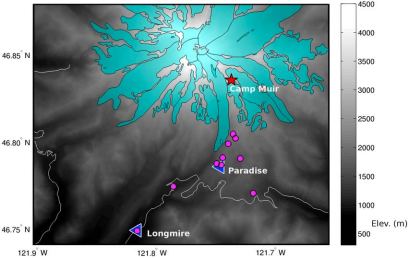 4500
46.85 N
4000
3500
Camp Muir
3000
46.80 N
2500
2000
Paradise
1500
1000
46.75 N
Longmire
500
Elev. (m)
121.9 W
121.8 W
121.7 W